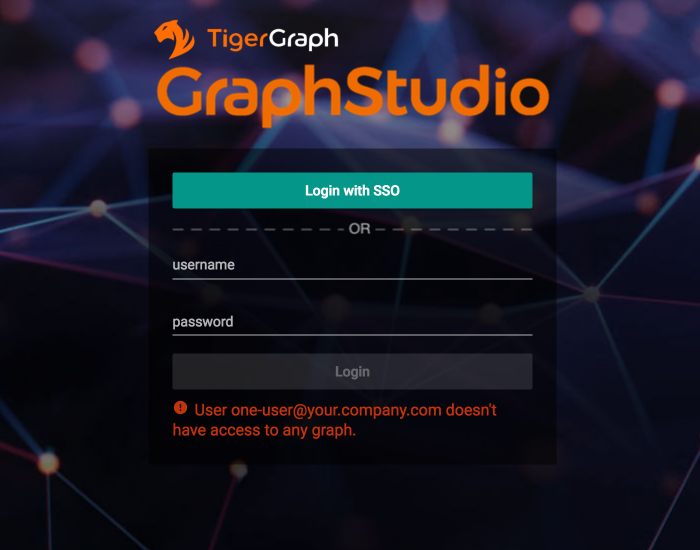 TigerGraph
GraphStudio
Login with SSO
OR
username
password
Login
User one-user@your.company.com doesn't
have access to any graph.